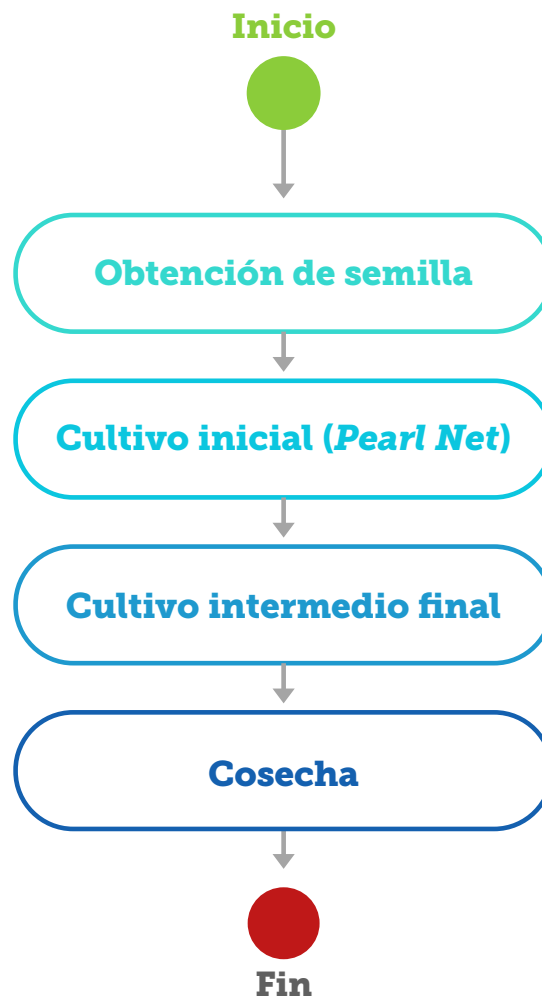 Inicio
Obtención de semilla
Cultivo inicial (Pearl Net)
Cultivo intermedio final
Cosecha
Fin